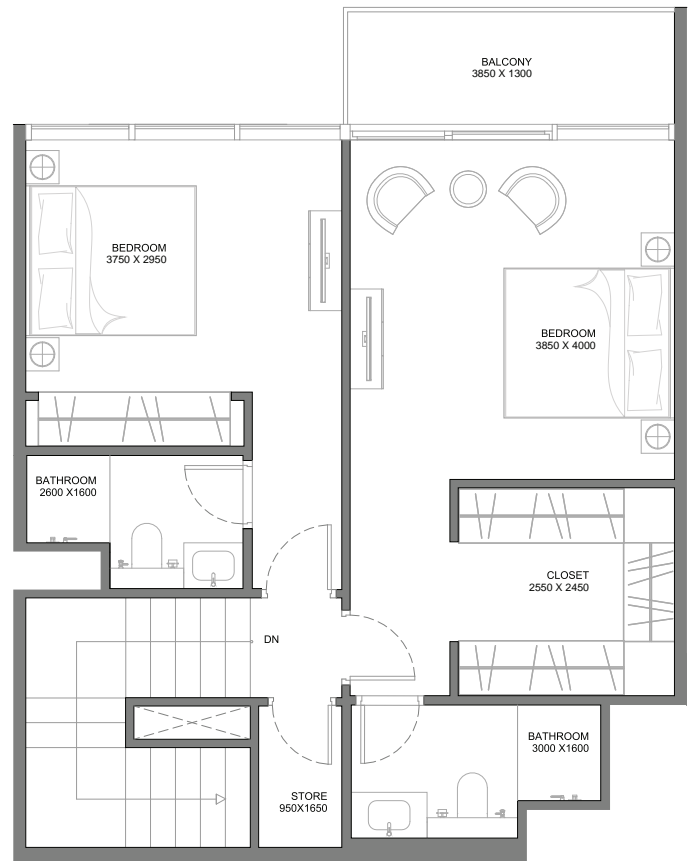 BALCONY
3850 X 1300
BEDROOM
3750 X 2950
BEDROOM
3850 X 4000
BATHROOM
2600 X1600
CLOSET
2550 X 2450
DN
BATHROOM
3000 X1600
STORE
950X1650